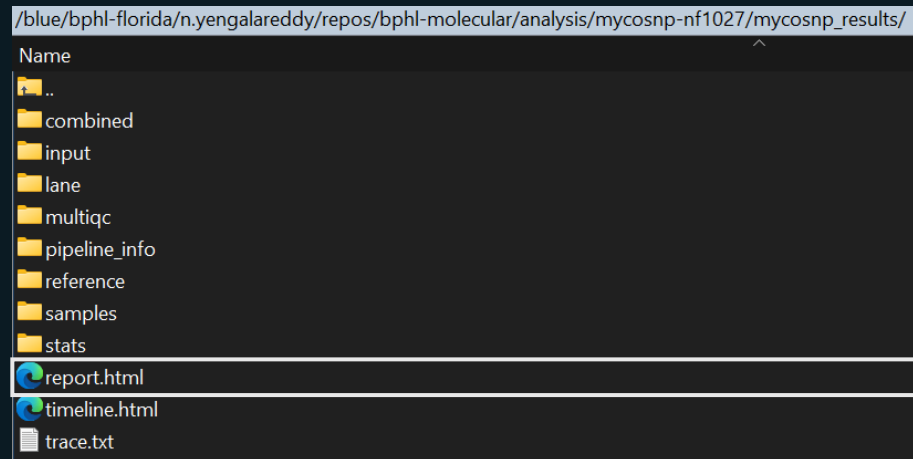 /blue/bphl-florida/n.yengalareddy/repos/bphl-molecular/analysis/mycosnp-nf1027/mycosnp_results/
Name
..
combined
input
lane
multiqc
pipeline_info
reference
samples
stats
report.html
timeline.html
trace.txt